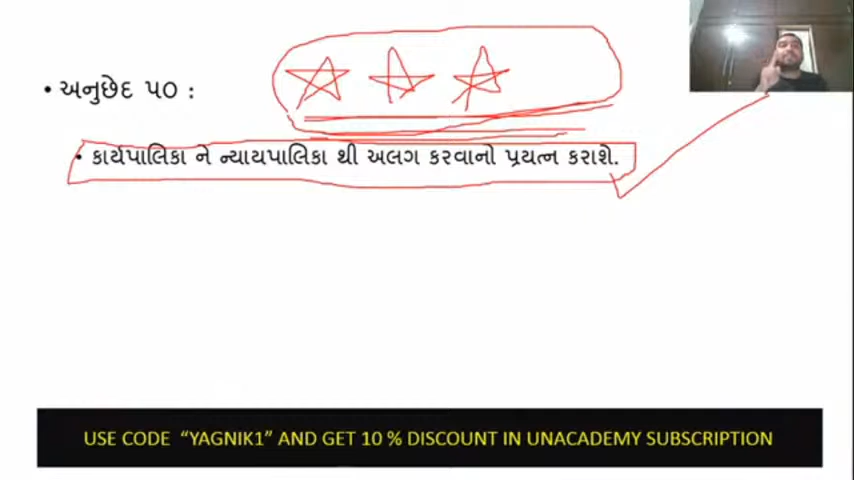 • અનુછેદ ૫૦ :
• કાર્યપાલિકા ને ન્યાયપાલિકા થી અલગ કરવાનો પ્રયત્ન કરાશે.
USE CODE “YAGNIK1” AND GET 10 % DISCOUNT IN UNACADEMY SUBSCRIPTION